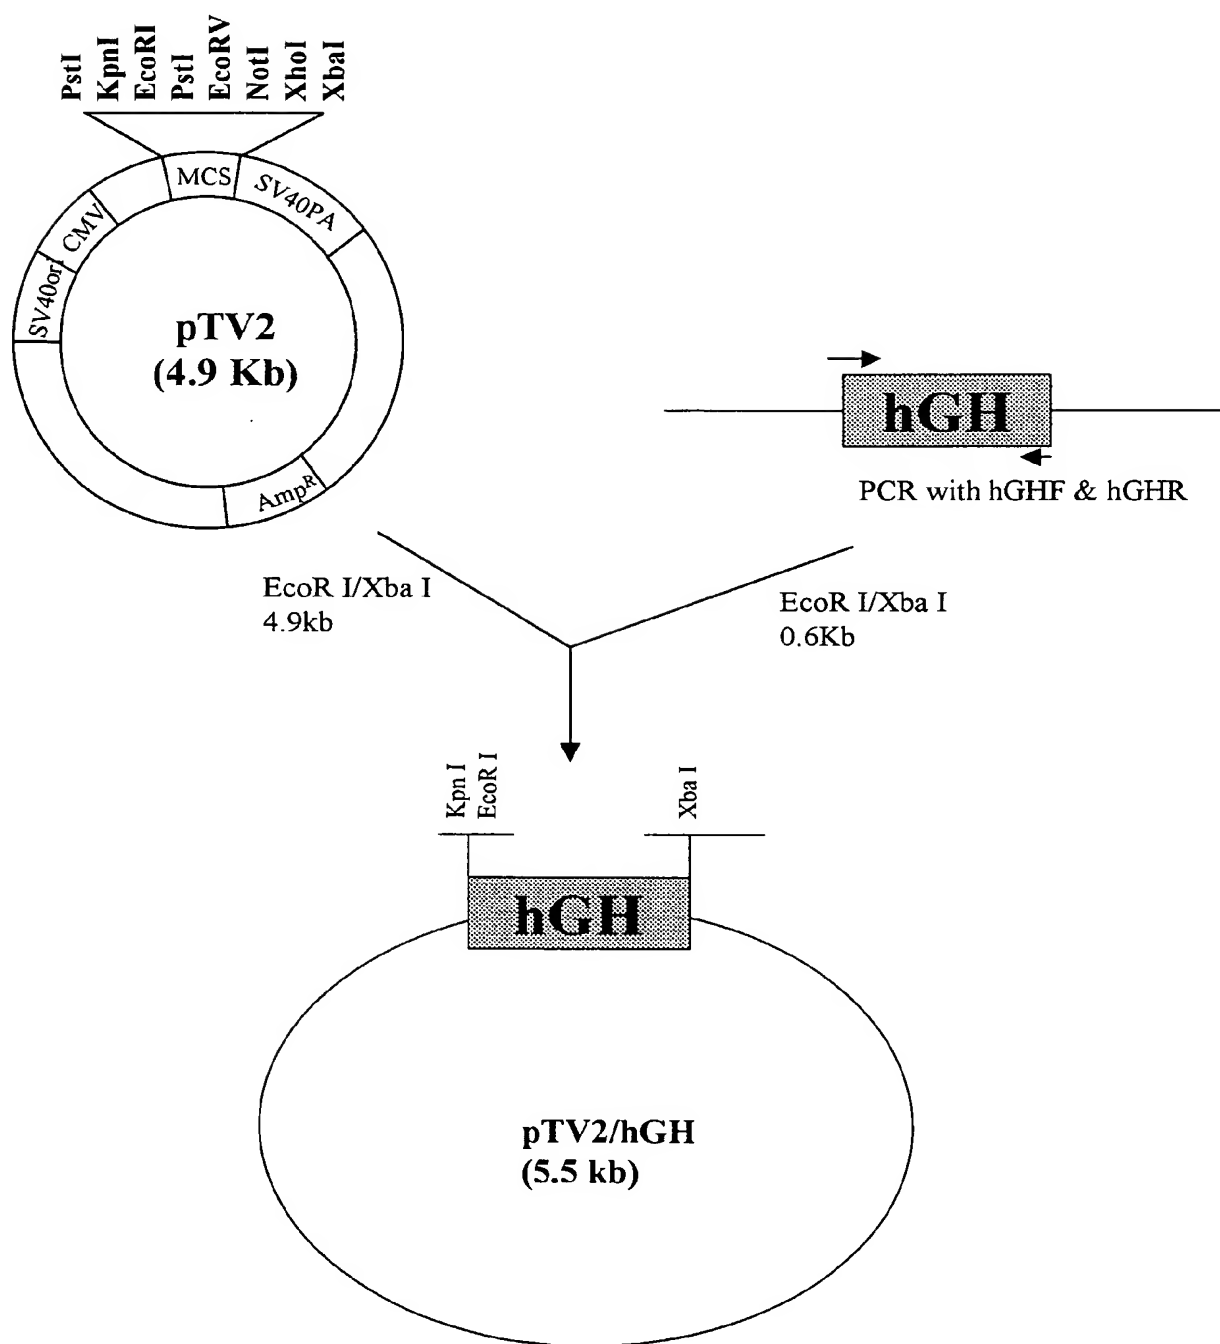 PstI
KpnI
EcoRI
PstI
EcoRV
NotI
XhoI
XbaI
MCS
SV40PA
CMV
SV40ori
pTV2
(4.9 Kb)
Amp^R
hGH
PCR with hGHF & hGHR
EcoR I/Xba I
4.9kb
EcoR I/Xba I
0.6Kb
Kpn I
EcoR I
Xba I
hGH
pTV2/hGH
(5.5 kb)